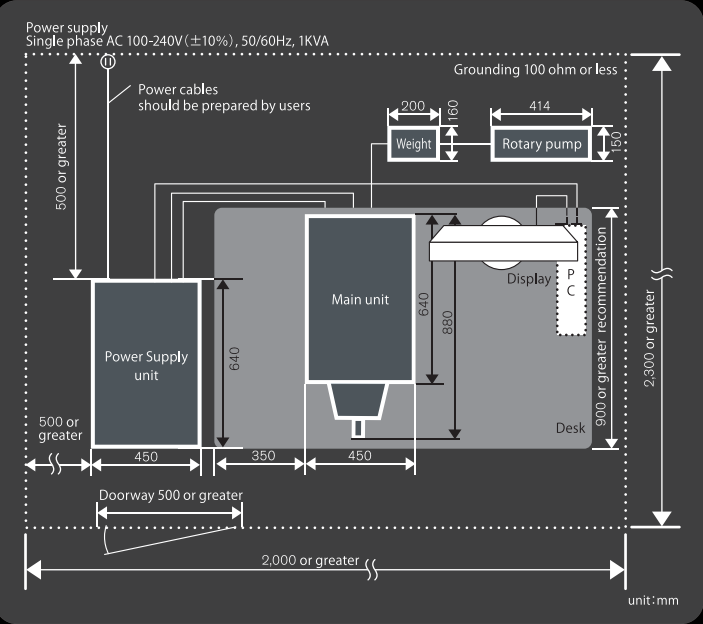 Power supply
Single phase AC 100-240V(±10%), 50/60Hz, 1KVA
Grounding 100 ohm or less
Power cables
should be prepared by users
500 or greater
200
160
414
150
Weight
Rotary pump
Main unit
640
880
Display
P
C
900 or greater recommendation
2,300 or greater
Power Supply
unit
640
500 or
greater
450
350
450
Desk
Doorway 500 or greater
2,000 or greater
unit:mm